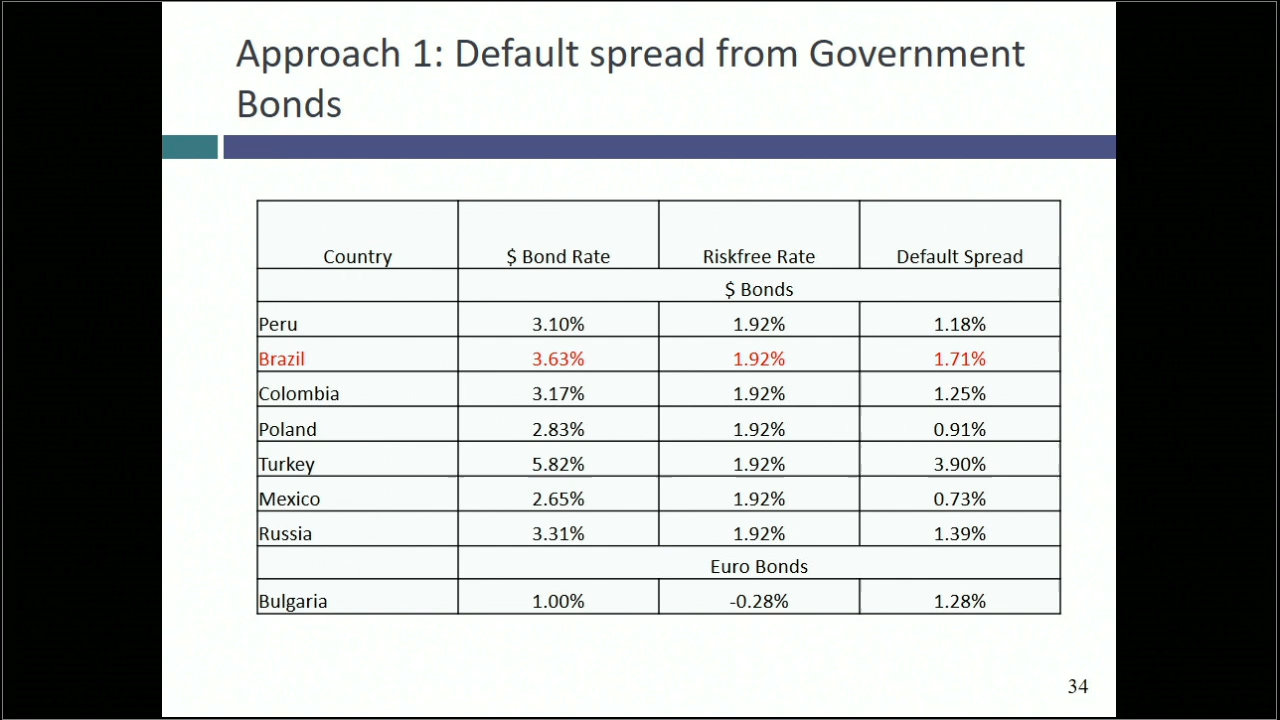 Approach 1: Default spread from Government
Bonds
Country $ Bond Rate Riskfree Rate Default Spread
$ Bonds
Peru 3.10% 1.92% 1.18%
Brazil 3.63% 1.92% 1.71%
Colombia 3.17% 1.92% 1.25%
Poland 2.83% 1.92% 0.91%
Turkey 5.82% 1.92% 3.90%
Mexico 2.65% 1.92% 0.73%
Russia 3.31% 1.92% 1.39%
Euro Bonds
Bulgaria 1.00% -0.28% 1.28%
34